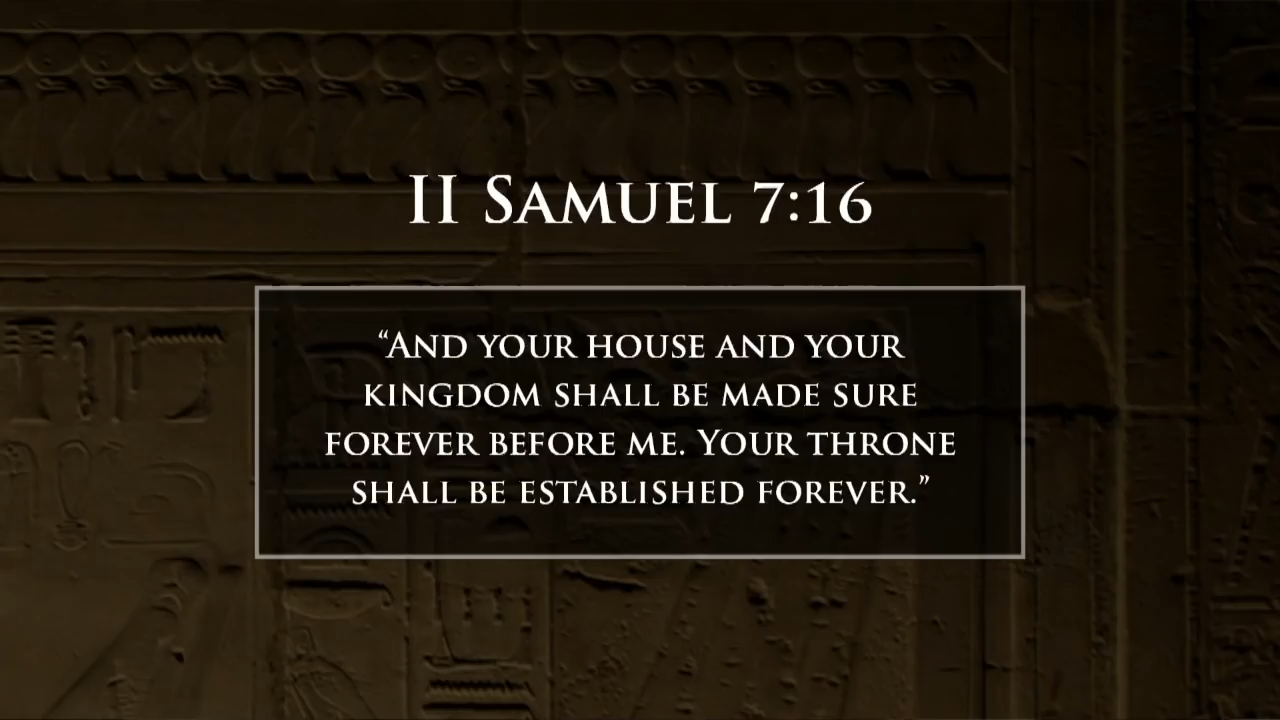 II Samuel 7:16
“And your house and your
kingdom shall be made sure
forever before me. Your throne
shall be established forever.”